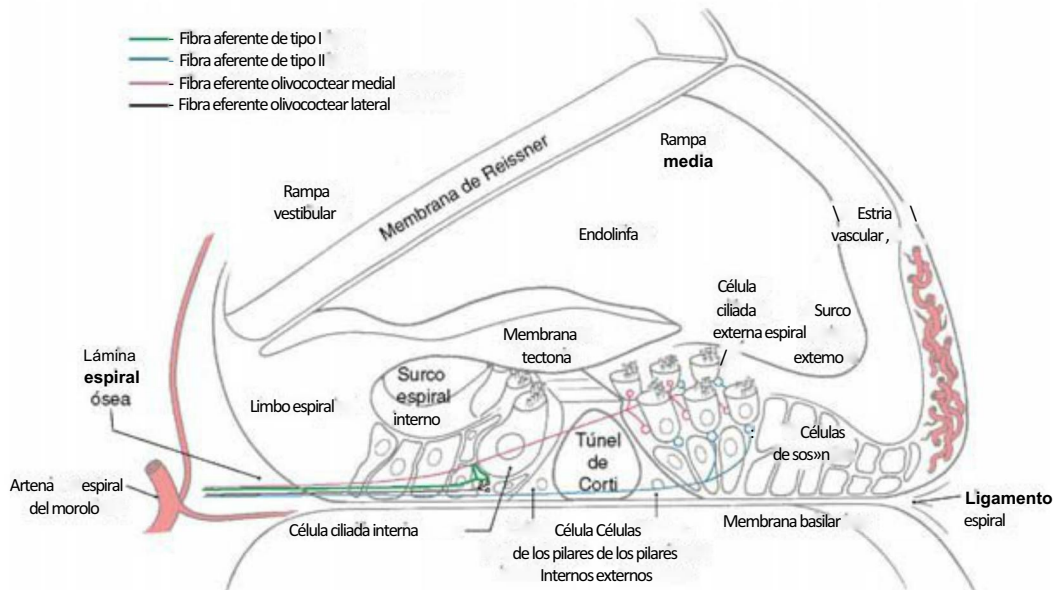 Fibra aferente de tipo I
Fibra aferente de tipo II
Fibra eferente olivococtear medial
Fibra eferente olivococtear lateral
Rampa
media
Membrana de Reissner
Rampa
vestibular
Estria
vascular ,
Endolinfa
Célula
ciliada
externa espiral
Surco
extemo
Membrana
tectona
Lámina
espiral
ósea
Surco
espiral
interno
Limbo espiral
Túnel
de
Corti
Células
de sos»n
Artena espiral
del morolo
Ligamento
espiral
Célula ciliada interna
Célula Células
de los pilares de los pilares
Internos externos
Membrana basilar